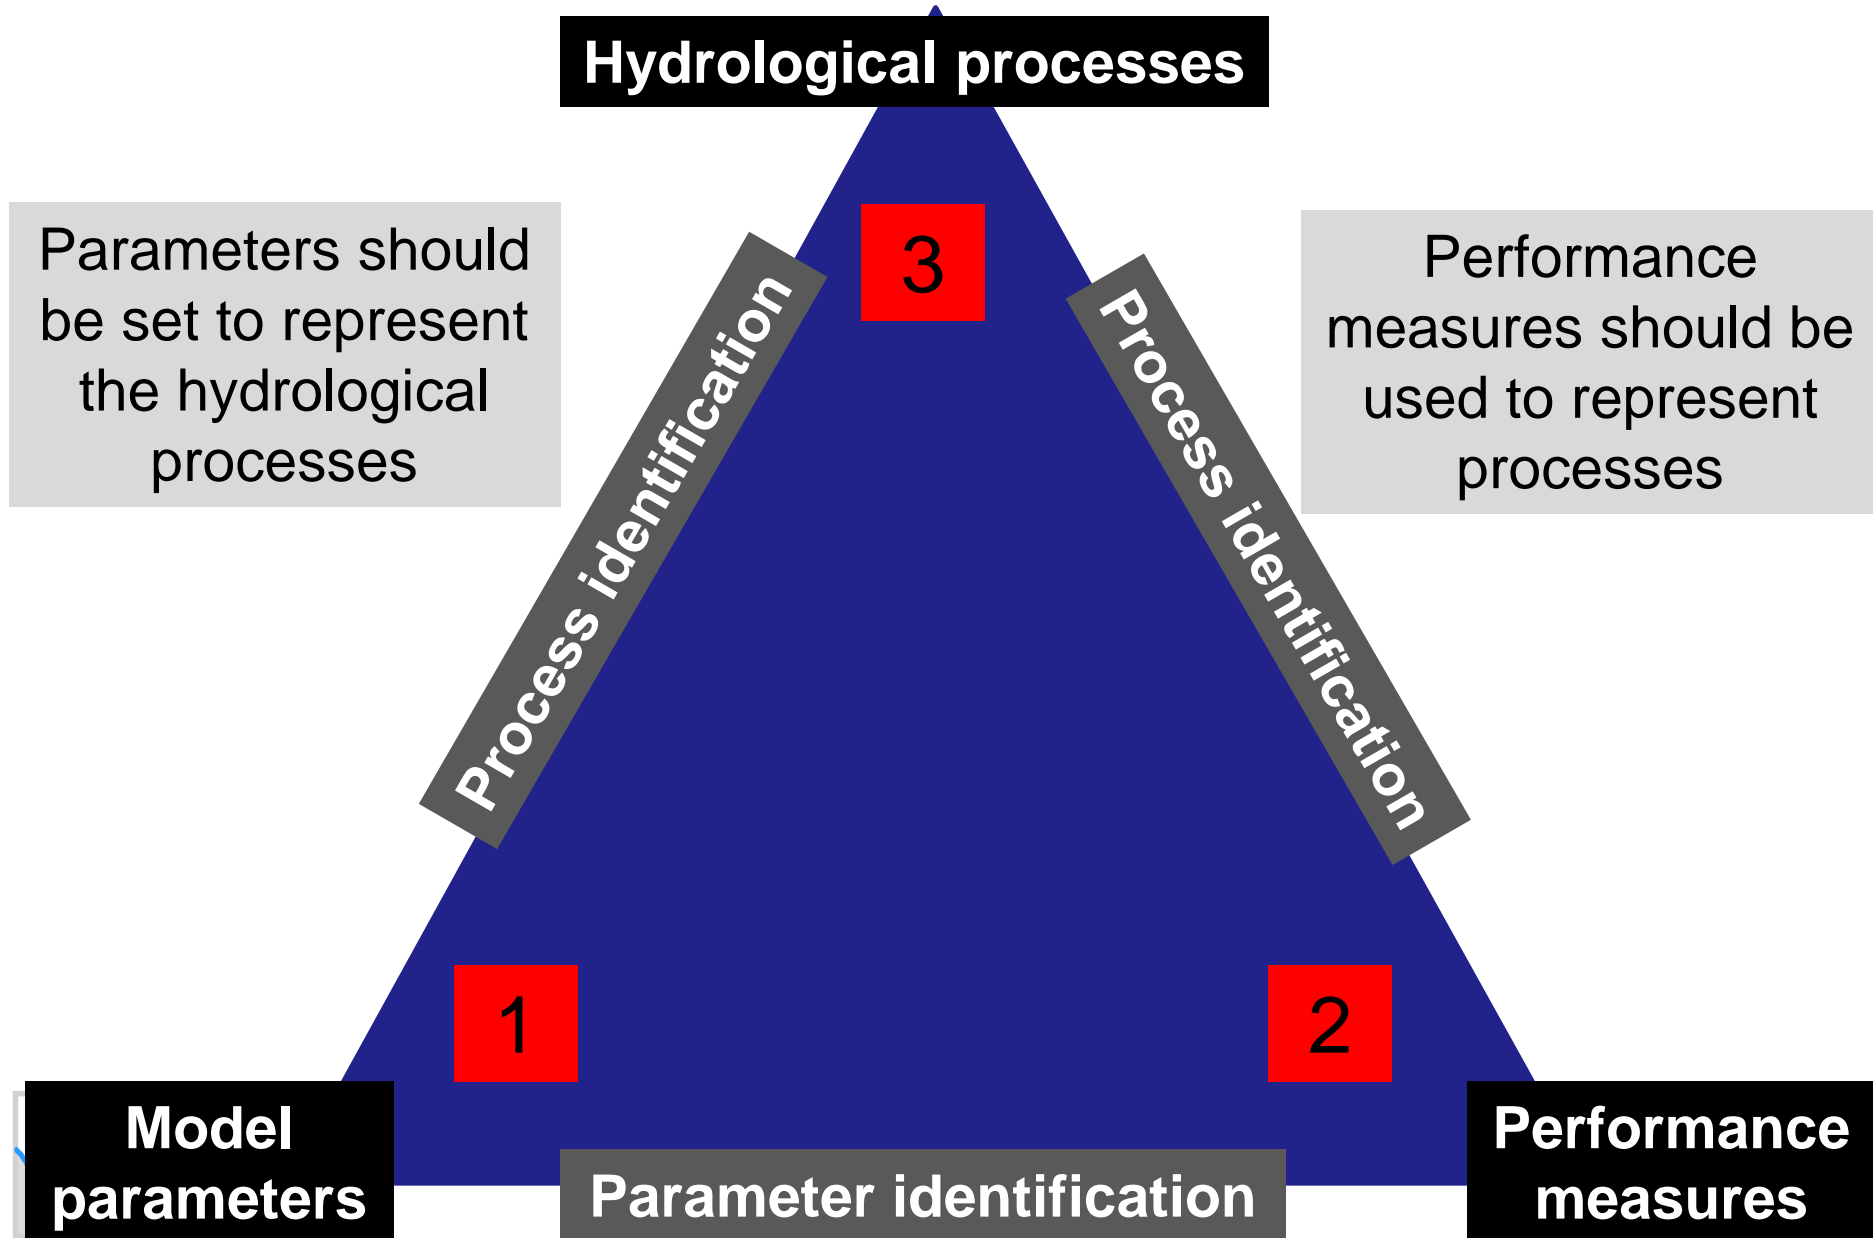 Hydrological processes
Parameters should
be set to represent
the hydrological
processes
3
Performance
measures should be
used to represent
processes
Process identification
Process identification
1
2
Model
parameters
Parameter identification
Performance
measures